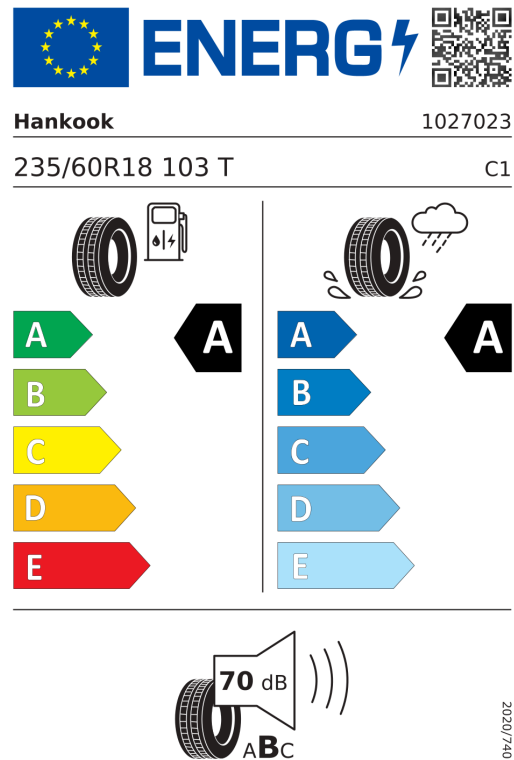 ENERG
Hankook 1027023
235/60R18 103 T C1
A A A A
B B
C C
D D
E E
70 dB
ABC
2020/740